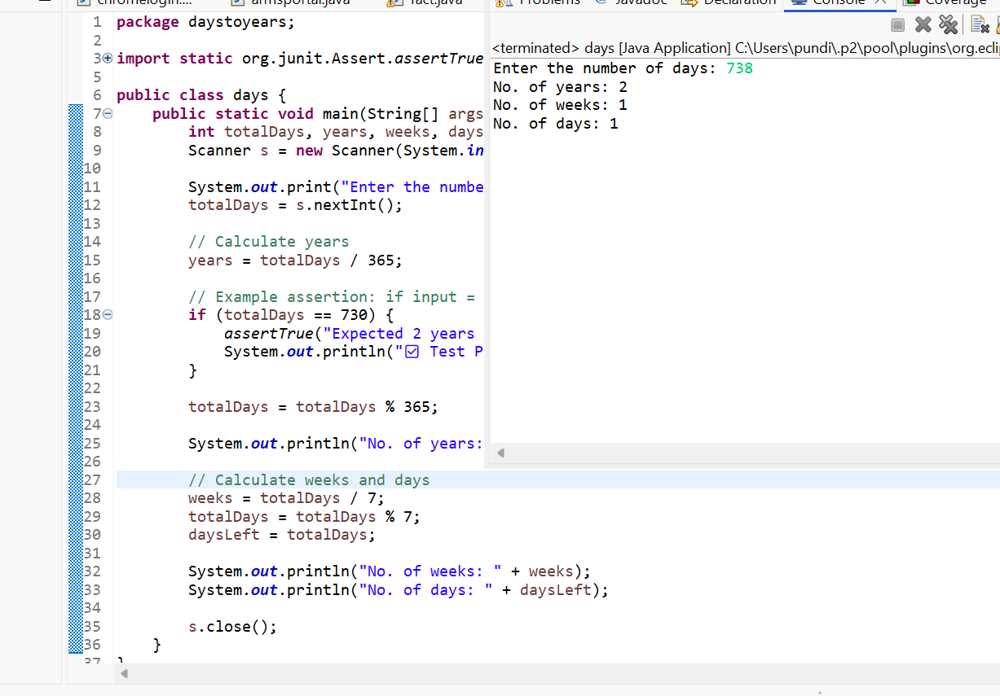 chromelogin....
armsportal.java
fact.java
Problems
Javadoc
Declaration
Console
Coverage
<terminated> days [Java Application] C:\Users\pundi\.p2\pool\plugins\org.eclip
Enter the number of days: 738
No. of years: 2
No. of weeks: 1
No. of days: 1
1 package daystoyears;
2
3 import static org.junit.Assert.assertTrue
5
6 public class days {
7 public static void main(String[] args
8 int totalDays, years, weeks, days
9 Scanner s = new Scanner(System.in
10
11 System.out.print("Enter the numbe
12 totalDays = s.nextInt();
13
14 // Calculate years
15 years = totalDays / 365;
16
17 // Example assertion: if input =
18 if (totalDays == 730) {
19 assertTrue("Expected 2 years
20 System.out.println("☑ Test P
21 }
22
23 totalDays = totalDays % 365;
24
25 System.out.println("No. of years:
26
27 // Calculate weeks and days
28 weeks = totalDays / 7;
29 totalDays = totalDays % 7;
30 daysLeft = totalDays;
31
32 System.out.println("No. of weeks: " + weeks);
33 System.out.println("No. of days: " + daysLeft);
34
35 s.close();
36 }
37 }